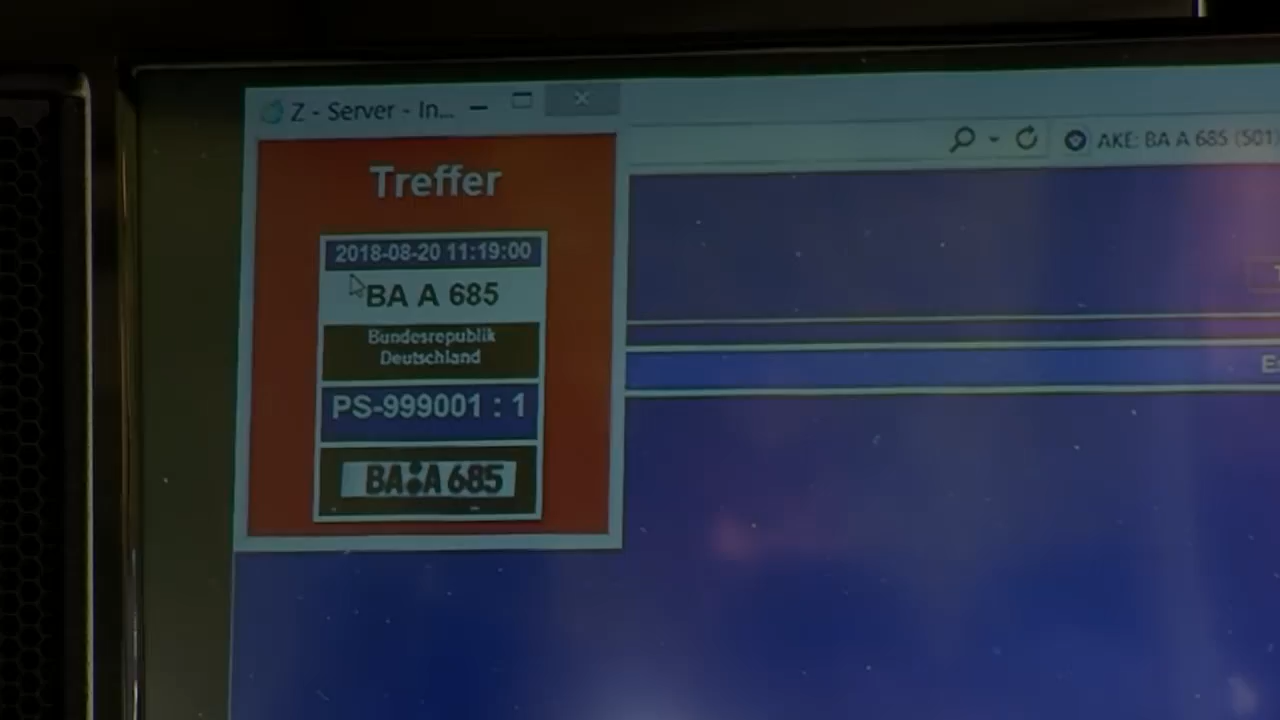 Z - Server - In...
AKE: BA A 685 (501)
Treffer
2018-08-20 11:19:00
BA A 685
Bundesrepublik
Deutschland
PS-999001 : 1
BA:A 685